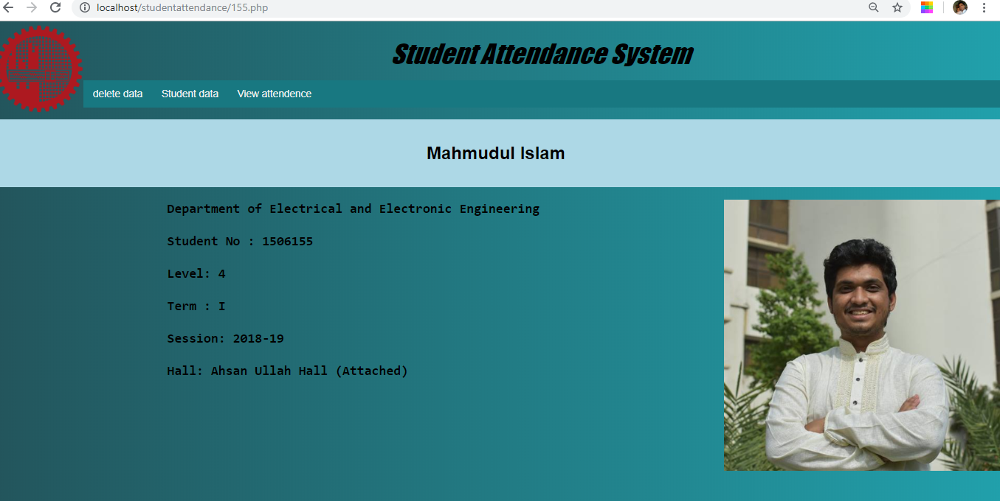 localhost/studentattendance/155.php
Student Attendance System
delete data Student data View attendence
Mahmudul Islam
Department of Electrical and Electronic Engineering
Student No : 1506155
Level: 4
Term : I
Session: 2018-19
Hall: Ahsan Ullah Hall (Attached)